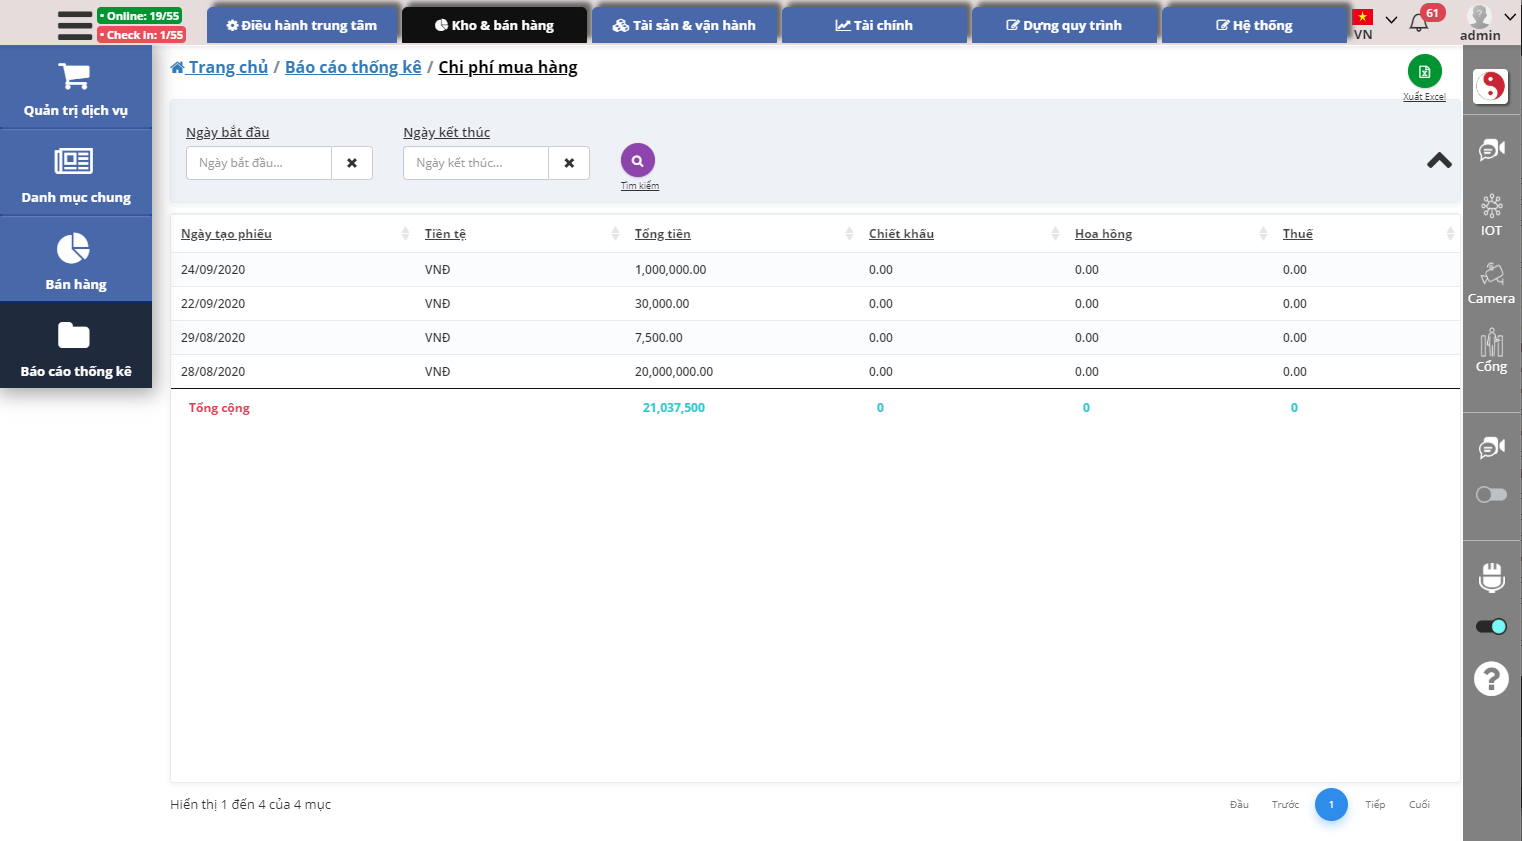 • Online: 19/55
• Check in: 1/55
Điều hành trung tâm
Kho & bán hàng
Tài sản & vận hành
Tài chính
Dựng quy trình
Hệ thống
VN
61
admin
Quản trị dịch vụ
Danh mục chung
Bán hàng
Báo cáo thống kê
Trang chủ / Báo cáo thống kê / Chi phí mua hàng
Xuất Excel
Ngày bắt đầu
Ngày kết thúc
Ngày bắt đầu...
Ngày kết thúc...
Tìm kiếm
Ngày tạo phiếu Tiền tệ Tổng tiền Chiết khấu Hoa hồng Thuế
24/09/2020 VNĐ 1,000,000.00 0.00 0.00 0.00
22/09/2020 VNĐ 30,000.00 0.00 0.00 0.00
29/08/2020 VNĐ 7,500.00 0.00 0.00 0.00
28/08/2020 VNĐ 20,000,000.00 0.00 0.00 0.00
Tổng cộng 21,037,500 0 0 0
Hiển thị 1 đến 4 của 4 mục
Đầu Trước 1 Tiếp Cuối
IOT
Camera
Cổng